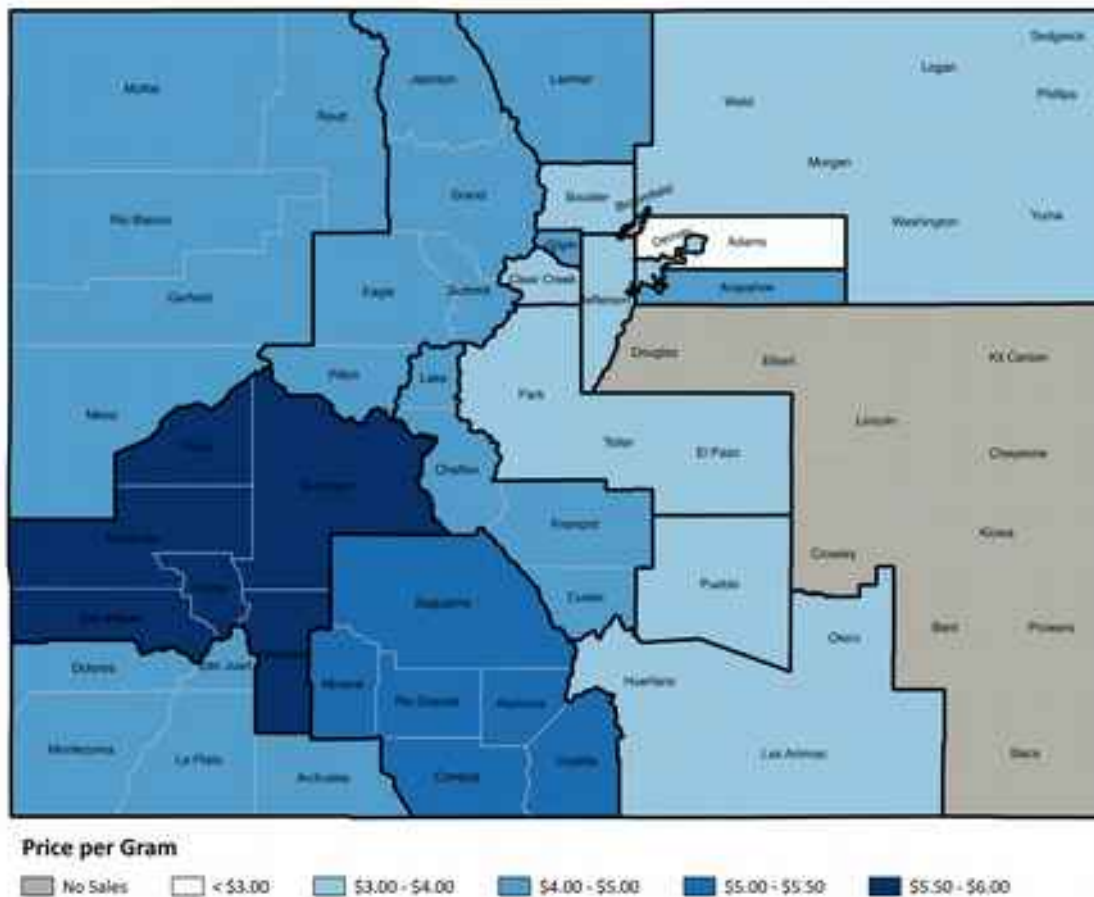 Sedgwick
Logan
Moffat
Jackson
Larimer
Weld
Phillips
Routt
Morgan
Grand
Boulder
Rio Blanco
Washington
Yuma
Denver
Adams
Clear Creek
Eagle
Summit
Garfield
Arapahoe
Jefferson
Douglas
Elbert
Kit Carson
Pitkin
Lake
Park
Mesa
Lincoln
Teller
El Paso
Cheyenne
Chaffee
Fremont
Kiowa
Crowley
Pueblo
Saguache
Custer
Bent
Prowers
Otero
Dolores
San Juan
Huerfano
Mineral
Rio Grande
Alamosa
Montezuma
La Plata
Archuleta
Conejos
Costilla
Las Animas
Baca
Price per Gram
No Sales
< $3.00
$3.00 - $4.00
$4.00 - $5.00
$5.00 - $5.50
$5.50 - $6.00